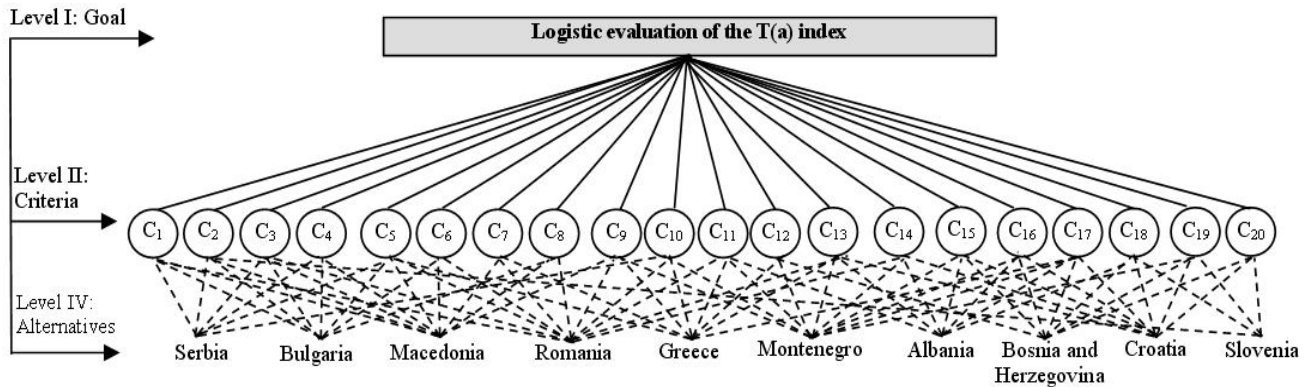 Level I: Goal
Logistic evaluation of the T(a) index
Level II:
Criteria
C₁ C₂ C₃ C₄ C₅ C₆ C₇ C₈ C₉ C₁₀ C₁₁ C₁₂ C₁₃ C₁₄ C₁₅ C₁₆ C₁₇ C₁₈ C₁₉ C₂₀
Level IV:
Alternatives
Serbia Bulgaria Macedonia Romania Greece Montenegro Albania Bosnia and Croatia Slovenia
Herzegovina